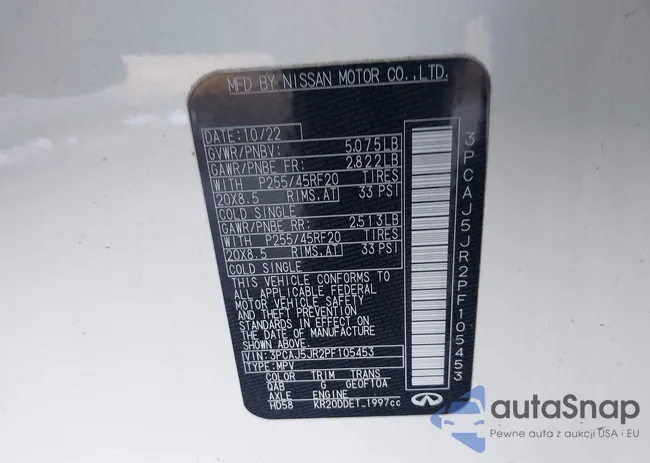 MFD BY NISSAN MOTOR CO.,LTD.
DATE: 10/22
GVWR/PNBV: 5,075LB
GAWR/PNBE FR: 2,822LB
WITH P255/45RF20 TIRES
20X8.5 RIMS,AT 33 PSI
COLD SINGLE
GAWR/PNBE RR: 2,513LB
WITH P255/45RF20 TIRES
20X8.5 RIMS,AT 33 PSI
COLD SINGLE
THIS VEHICLE CONFORMS TO
ALL APPLICABLE FEDERAL
MOTOR VEHICLE SAFETY
AND THEFT PREVENTION
STANDARDS IN EFFECT ON
THE DATE OF MANUFACTURE
SHOWN ABOVE.
VIN:3PCAJ5JR2PF105453
TYPE:MPV
COLOR TRIM TRANS
QAB G GE0F10A
AXLE ENGINE
HD58 KR20DDET_1997cc
3PCAJ5JR2PF105453
autaSnap
Pewne auta z aukcji USA i EU